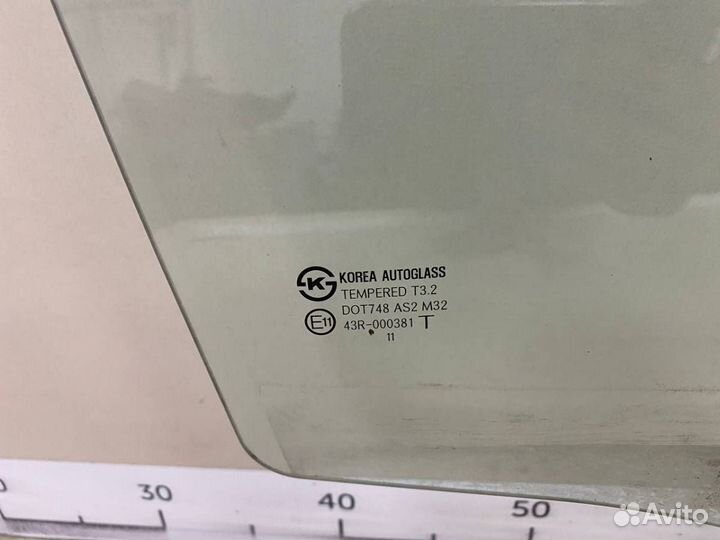 KOREA AUTOGLASS
TEMPERED T3.2
DOT748 AS2 M32
E11 43R-000381 T
11
30
40
50
Avito